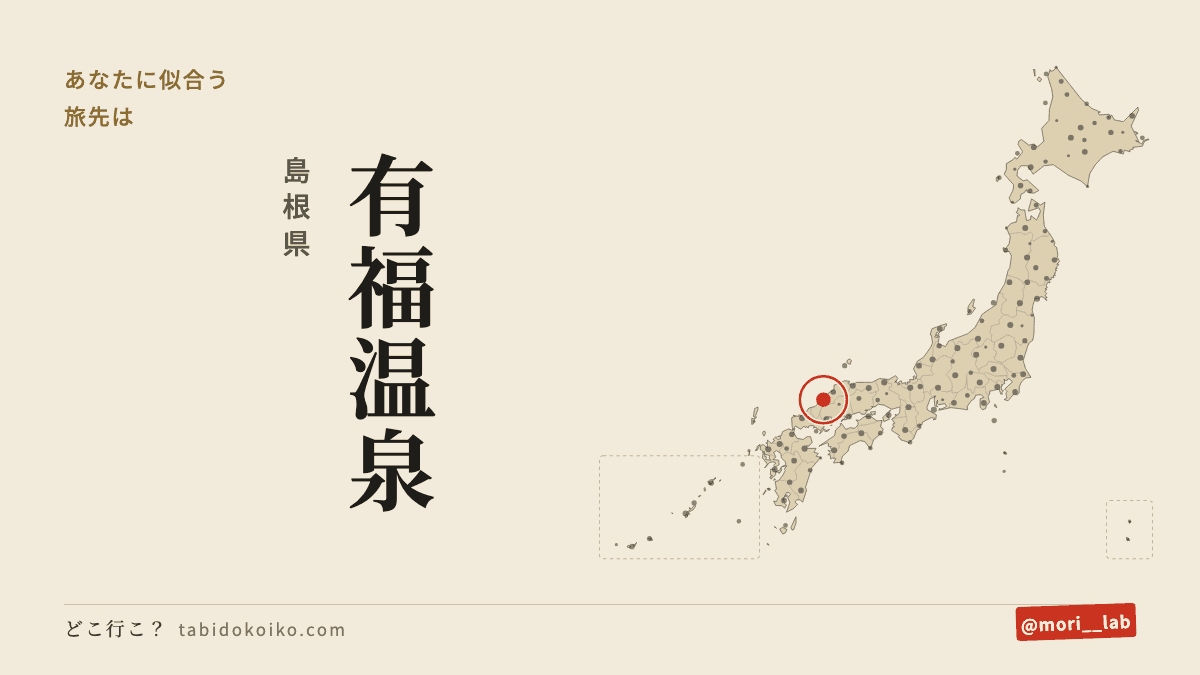 あなたに似合う
旅先は
有福温泉
島根県
どこ行こ？ tabidokoiko.com
@mori__lab